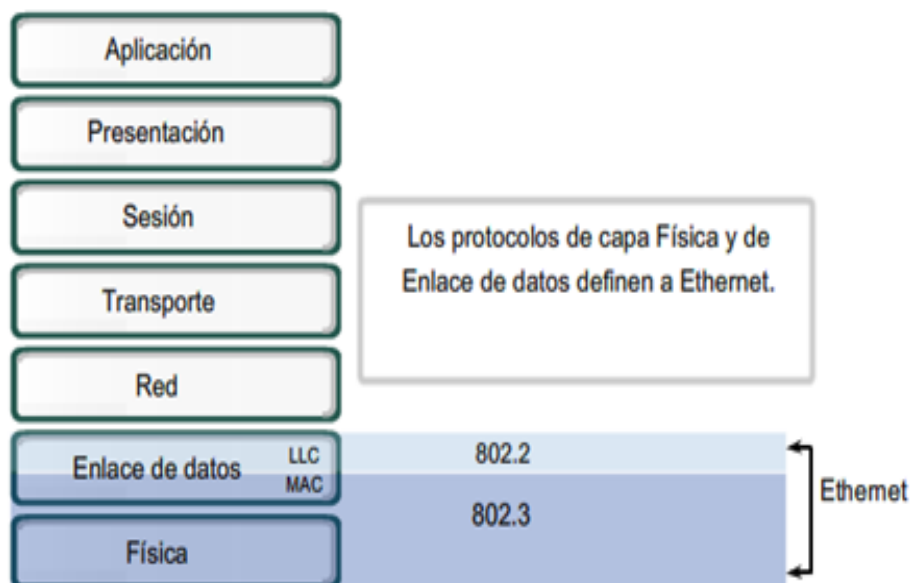 Aplicación
Presentación
Sesión
Los protocolos de capa Física y de
Enlace de datos definen a Ethernet.
Transporte
Red
Enlace de datos
LLC
MAC
802.2
802.3
Ethernet
Física